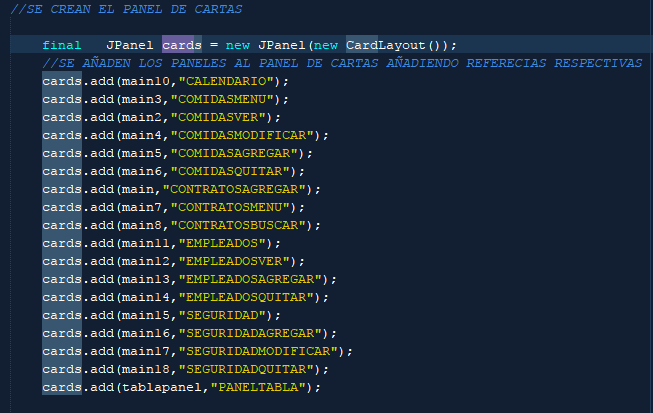 //SE CREAN EL PANEL DE CARTAS
final JPanel cards = new JPanel(new CardLayout());
//SE AÑADEN LOS PANELES AL PANEL DE CARTAS AÑADIENDO REFERECIAS RESPECTIVAS
cards.add(main10,"CALENDARIO");
cards.add(main3,"COMIDASMENU");
cards.add(main2,"COMIDASVER");
cards.add(main4,"COMIDASMODIFICAR");
cards.add(main5,"COMIDASAGREGAR");
cards.add(main6,"COMIDASQUITAR");
cards.add(main,"CONTRATOSAGREGAR");
cards.add(main7,"CONTRATOSMENU");
cards.add(main8,"CONTRATOSBUSCAR");
cards.add(main11,"EMPLEADOS");
cards.add(main12,"EMPLEADOSVER");
cards.add(main13,"EMPLEADOSAGREGAR");
cards.add(main14,"EMPLEADOSQUITAR");
cards.add(main15,"SEGURIDAD");
cards.add(main16,"SEGURIDADAGREGAR");
cards.add(main17,"SEGURIDADMODIFICAR");
cards.add(main18,"SEGURIDADQUITAR");
cards.add(tablapanel,"PANELTABLA");